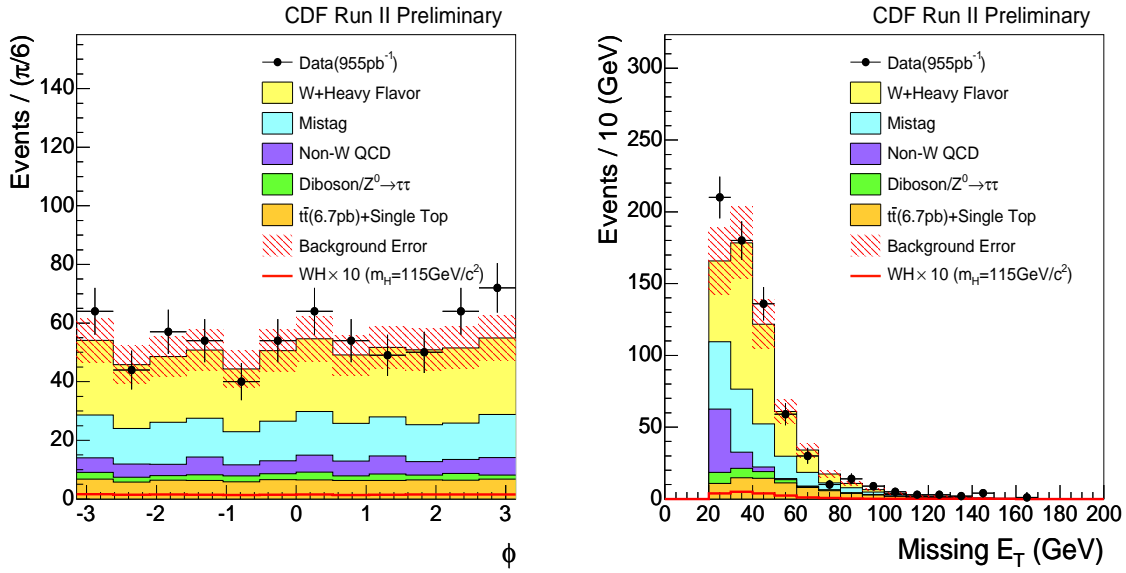 CDF Run II Preliminary
Events / (π/6)
140
120
100
80
60
40
20
0
Data(955pb⁻¹)
W+Heavy Flavor
Mistag
Non-W QCD
Diboson/Z⁰→ττ
tt̄(6.7pb)+Single Top
Background Error
WH×10 (m_H=115GeV/c²)
-3 -2 -1 0 1 2 3
ϕ
CDF Run II Preliminary
Events / 10 (GeV)
300
250
200
150
100
50
0
Data(955pb⁻¹)
W+Heavy Flavor
Mistag
Non-W QCD
Diboson/Z⁰→ττ
tt̄(6.7pb)+Single Top
Background Error
WH×10 (m_H=115GeV/c²)
0 20 40 60 80 100 120 140 160 180 200
Missing E_T (GeV)